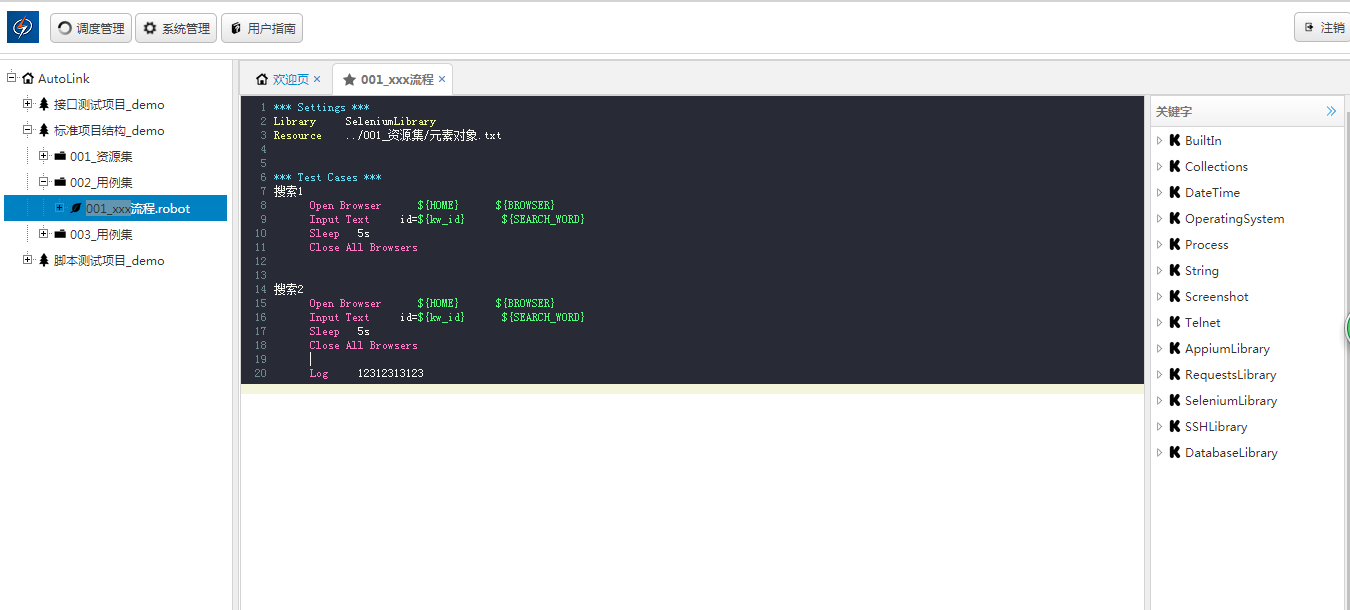 调度管理 系统管理 用户指南 注销
AutoLink
接口测试项目_demo
标准项目结构_demo
001_资源集
002_用例集
001_xxx流程.robot
003_用例集
脚本测试项目_demo
欢迎页 × 001_xxx流程 ×
1 *** Settings ***
2 Library SeleniumLibrary
3 Resource ../001_资源集/元素对象.txt
4
5
6 *** Test Cases ***
7 搜索1
8 Open Browser ${HOME} ${BROWSER}
9 Input Text id=${kw_id} ${SEARCH_WORD}
10 Sleep 5s
11 Close All Browsers
12
13
14 搜索2
15 Open Browser ${HOME} ${BROWSER}
16 Input Text id=${kw_id} ${SEARCH_WORD}
17 Sleep 5s
18 Close All Browsers
19
20 Log 12312313123
关键字
BuiltIn
Collections
DateTime
OperatingSystem
Process
String
Screenshot
Telnet
AppiumLibrary
RequestsLibrary
SeleniumLibrary
SSHLibrary
DatabaseLibrary